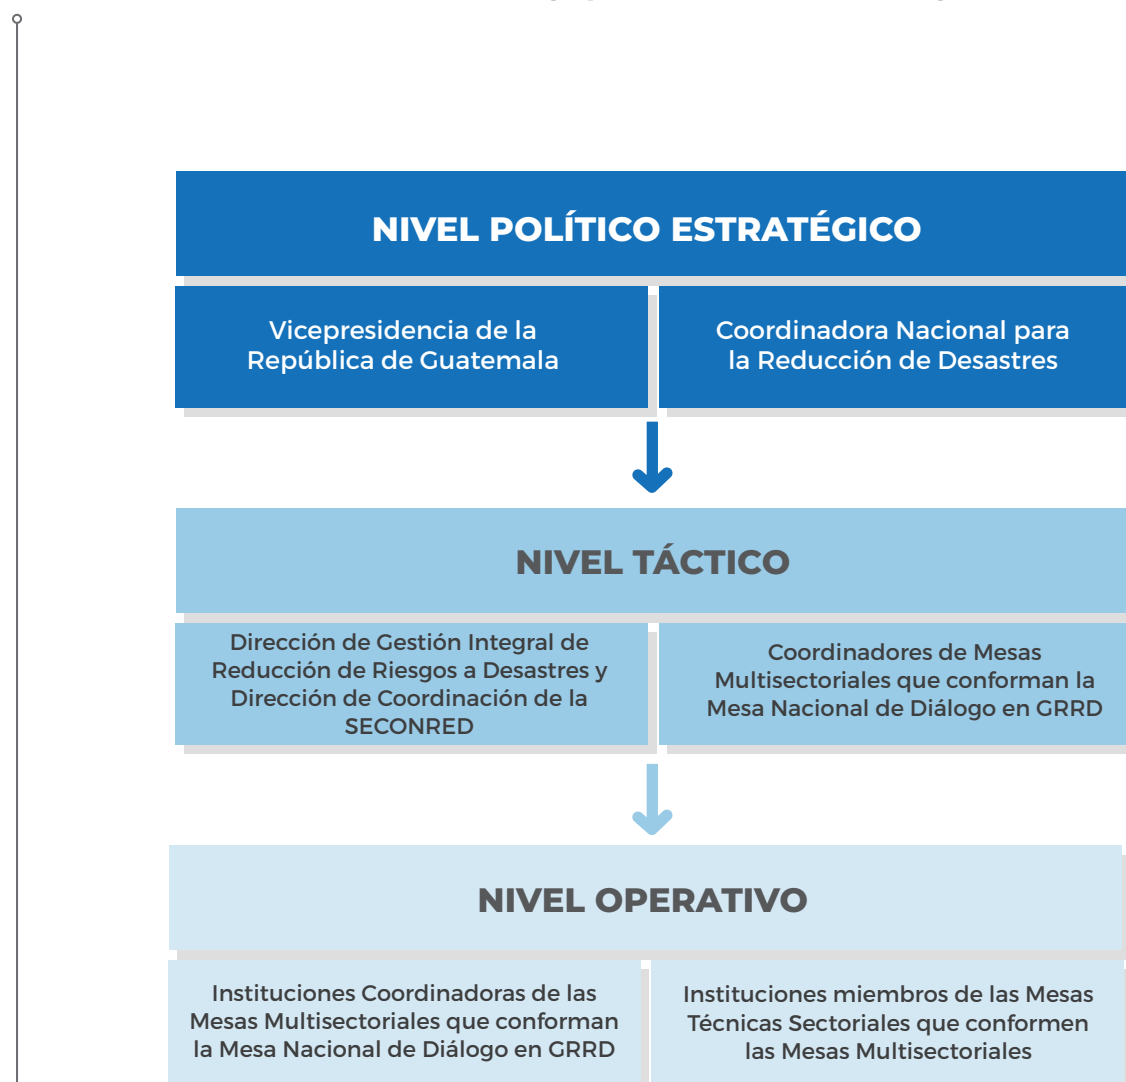 NIVEL POLÍTICO ESTRATÉGICO
Vicepresidencia de la
República de Guatemala
Coordinadora Nacional para
la Reducción de Desastres
NIVEL TÁCTICO
Dirección de Gestión Integral de
Reducción de Riesgos a Desastres y
Dirección de Coordinación de la
SECONRED
Coordinadores de Mesas
Multisectoriales que conforman la
Mesa Nacional de Diálogo en GRRD
NIVEL OPERATIVO
Instituciones Coordinadoras de las
Mesas Multisectoriales que conforman
la Mesa Nacional de Diálogo en GRRD
Instituciones miembros de las Mesas
Técnicas Sectoriales que conformen
las Mesas Multisectoriales